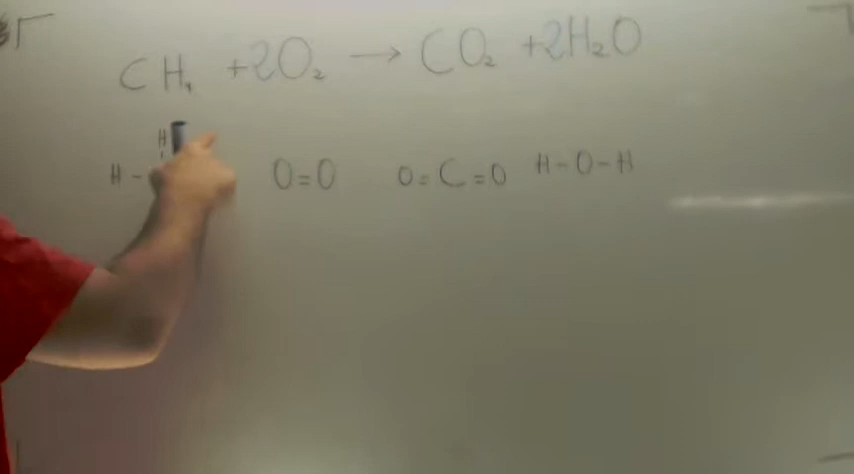 CH₄ + 2O₂ → CO₂ + 2H₂O
H
H - O=O O=C=O H-O-H